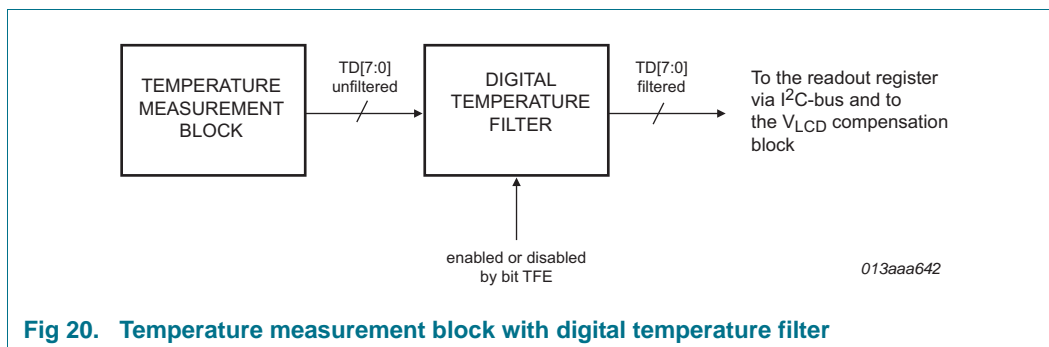 TEMPERATURE
MEASUREMENT
BLOCK
TD[7:0]
unfiltered
DIGITAL
TEMPERATURE
FILTER
TD[7:0]
filtered
To the readout register
via I²C-bus and to
the VLCD compensation
block
enabled or disabled
by bit TFE
013aaa642
Fig 20. Temperature measurement block with digital temperature filter